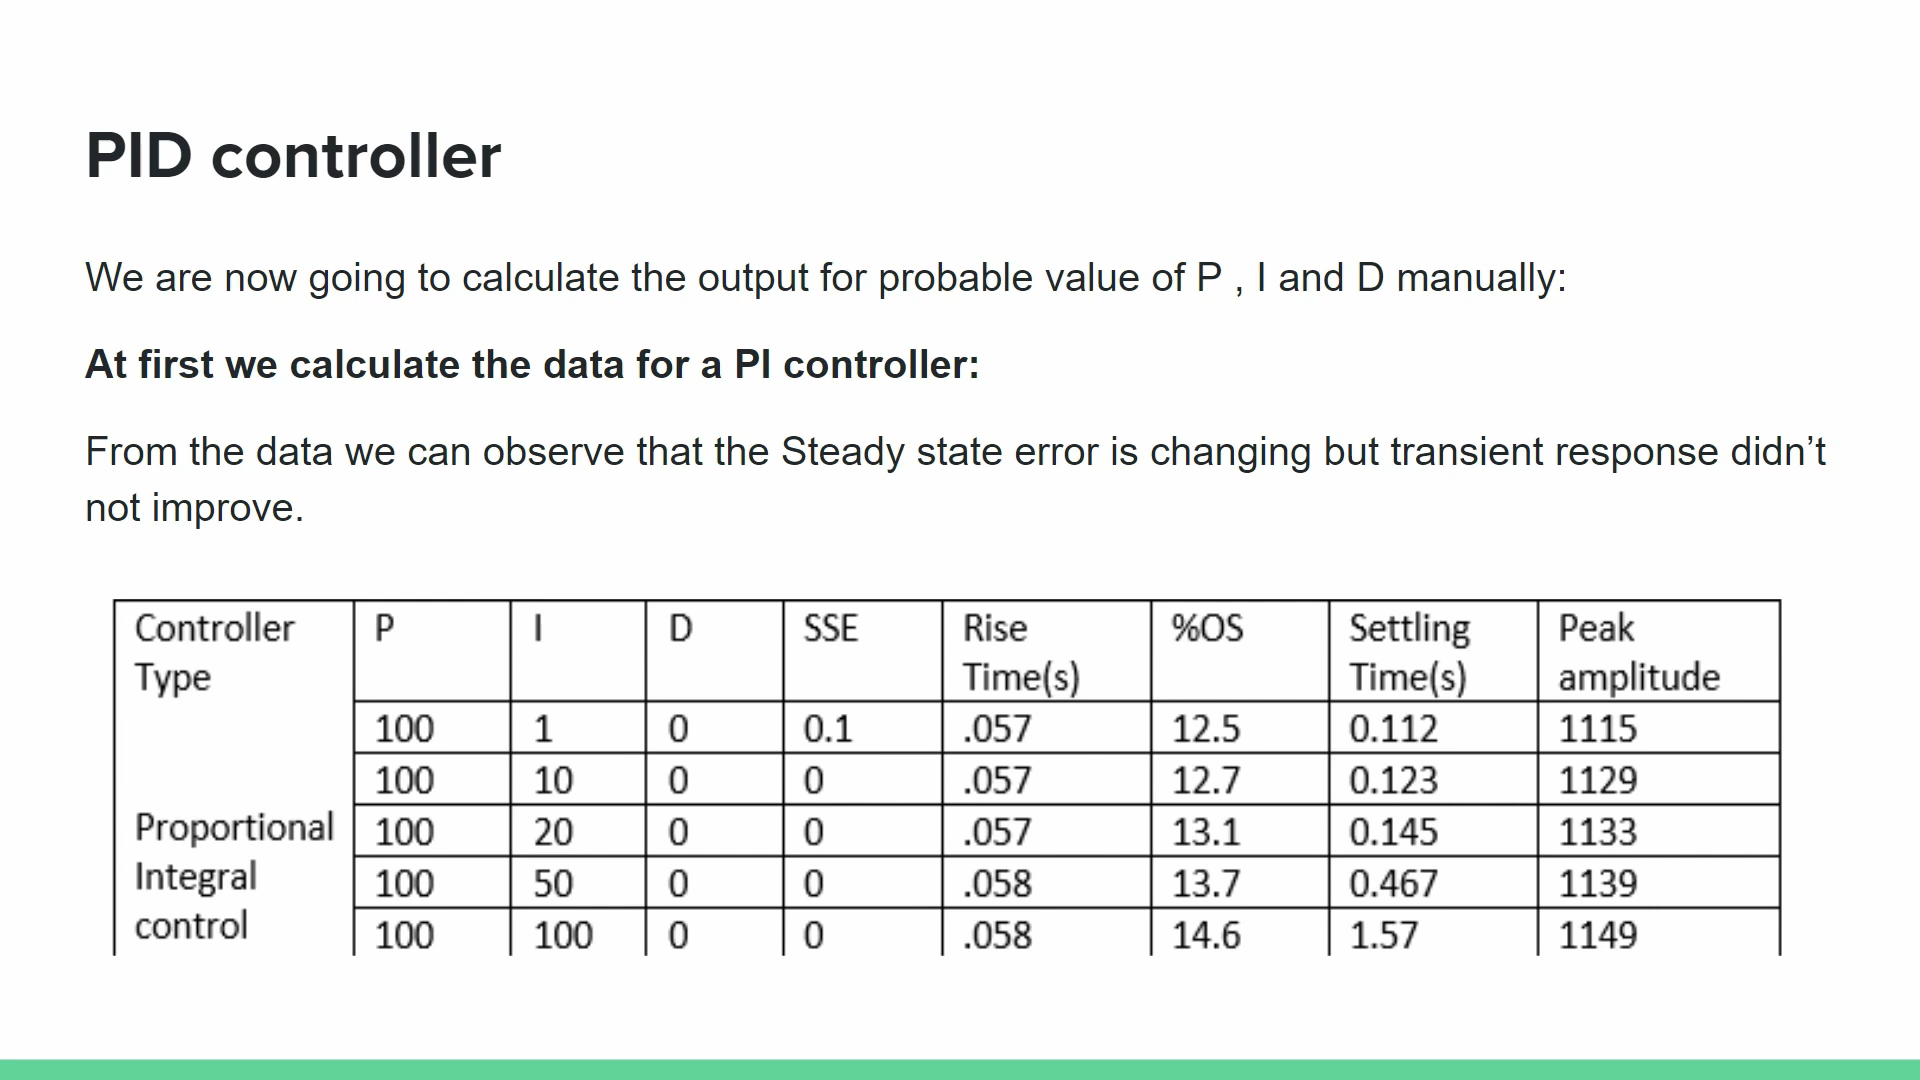 PID controller
We are now going to calculate the output for probable value of P , I and D manually:
At first we calculate the data for a PI controller:
From the data we can observe that the Steady state error is changing but transient response didn’t
not improve.
Controller Type P I D SSE Rise Time(s) %OS Settling Time(s) Peak amplitude
Proportional Integral control
100 1 0 0.1 .057 12.5 0.112 1115
100 10 0 0 .057 12.7 0.123 1129
100 20 0 0 .057 13.1 0.145 1133
100 50 0 0 .058 13.7 0.467 1139
100 100 0 0 .058 14.6 1.57 1149